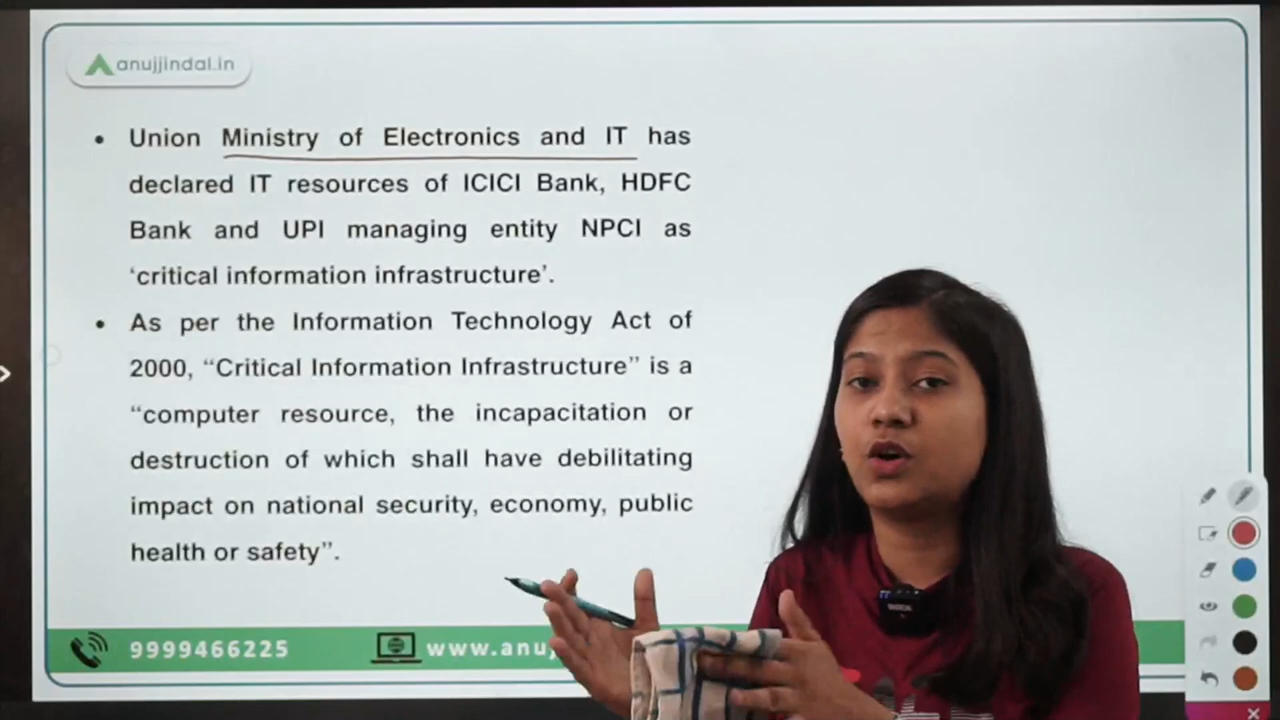 anujjindal.in
• Union Ministry of Electronics and IT has
declared IT resources of ICICI Bank, HDFC
Bank and UPI managing entity NPCI as
‘critical information infrastructure’.
• As per the Information Technology Act of
2000, “Critical Information Infrastructure” is a
“computer resource, the incapacitation or
destruction of which shall have debilitating
impact on national security, economy, public
health or safety”.
9999466225
www.anuj